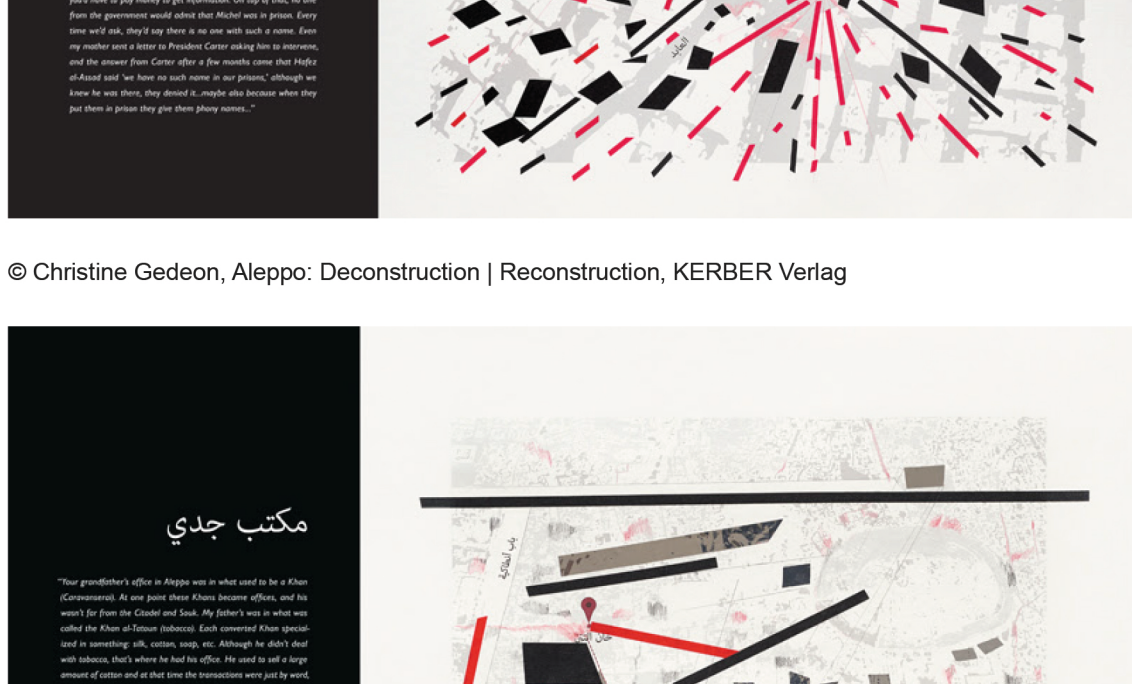 you'd have to pay money to get information. On top of that, no one
from the government would admit that Michel was in prison. Every
time we'd ask, they'd say there is no one with such a name. Even
my mother sent a letter to President Carter asking him to intervene,
and the answer from Carter after a few months came that Hafez
al-Assad said 'we have no such name in our prisons,' although we
knew he was there, they denied it...maybe also because when they
put them in prison they give them phony names..."
العابد
© Christine Gedeon, Aleppo: Deconstruction | Reconstruction, KERBER Verlag
مكتب جدي
"Your grandfather's office in Aleppo was in what used to be a Khan
(Caravanserai). At one point these Khans became offices, and his
wasn't far from the Citadel and Souk. My father's was in what was
called the Khan al-Tatoun (tobacco). Each converted Khan special-
ized in something: silk, cotton, soap, etc. Although he didn't deal
with tobacco, that's where he had his office. He used to sell a large
amount of cotton and at that time the transactions were just by word,
باب أنطاكية
خان التتن